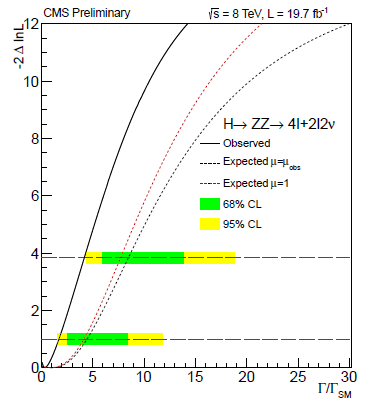 CMS Preliminary
√s = 8 TeV, L = 19.7 fb⁻¹
-2 Δ lnL
12
10
8
6
4
2
0
H→ ZZ→ 4l+2l2ν
Observed
Expected μ=μobs
Expected μ=1
68% CL
95% CL
0 5 10 15 20 25 30
Γ/ΓSM